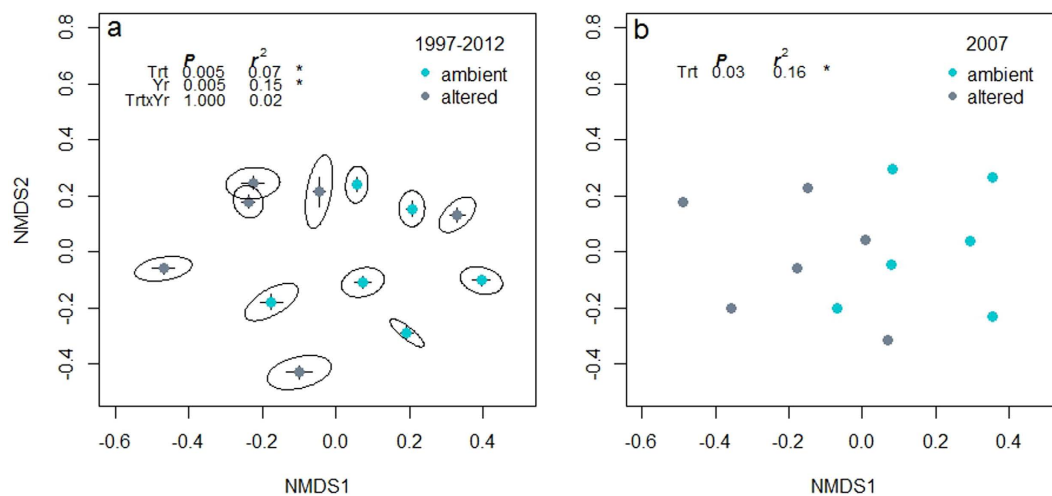 a
P r2
1997-2012
Trt 0.005 0.07 *
Yr 0.005 0.15 *
TrtxYr 1.000 0.02
ambient
altered
0.8
0.6
0.4
0.2
0.0
-0.2
-0.4
NMDS2
-0.6 -0.4 -0.2 0.0 0.2 0.4
NMDS1
b
P r2
2007
Trt 0.03 0.16 *
ambient
altered
0.8
0.6
0.4
0.2
0.0
-0.2
-0.4
-0.6 -0.4 -0.2 0.0 0.2 0.4
NMDS1